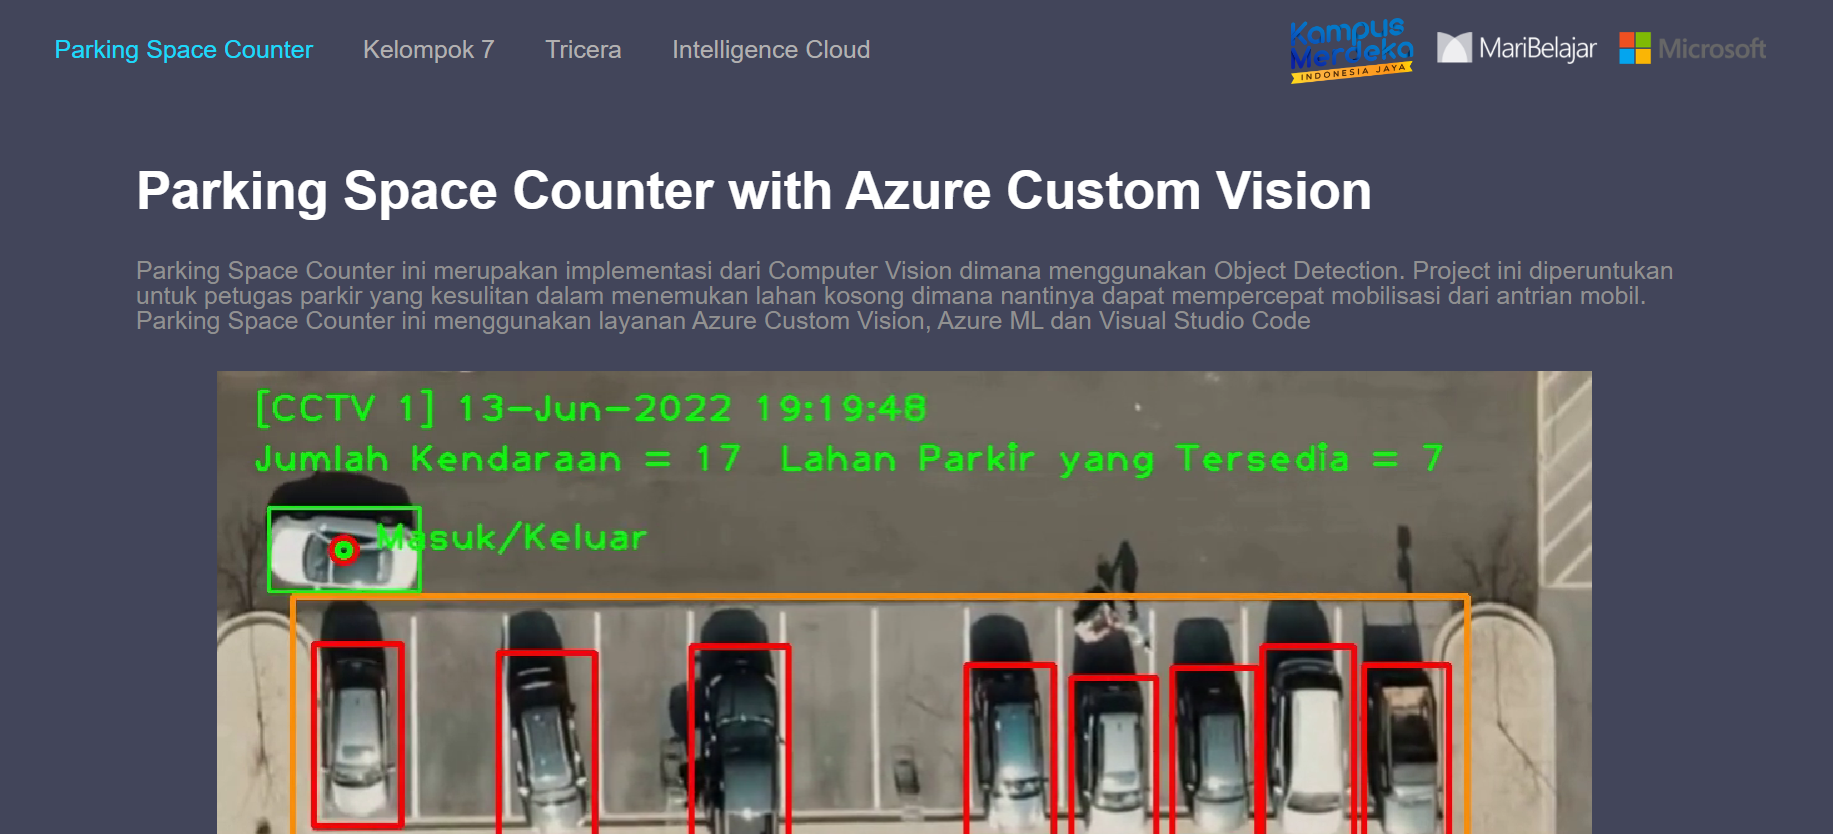 Parking Space Counter Kelompok 7 Tricera Intelligence Cloud
Kampus
Merdeka
INDONESIA JAYA
MariBelajar
Microsoft
Parking Space Counter with Azure Custom Vision
Parking Space Counter ini merupakan implementasi dari Computer Vision dimana menggunakan Object Detection. Project ini diperuntukan
untuk petugas parkir yang kesulitan dalam menemukan lahan kosong dimana nantinya dapat mempercepat mobilisasi dari antrian mobil.
Parking Space Counter ini menggunakan layanan Azure Custom Vision, Azure ML dan Visual Studio Code
[CCTV 1] 13-Jun-2022 19:19:48
Jumlah Kendaraan = 17 Lahan Parkir yang Tersedia = 7
Masuk/Keluar